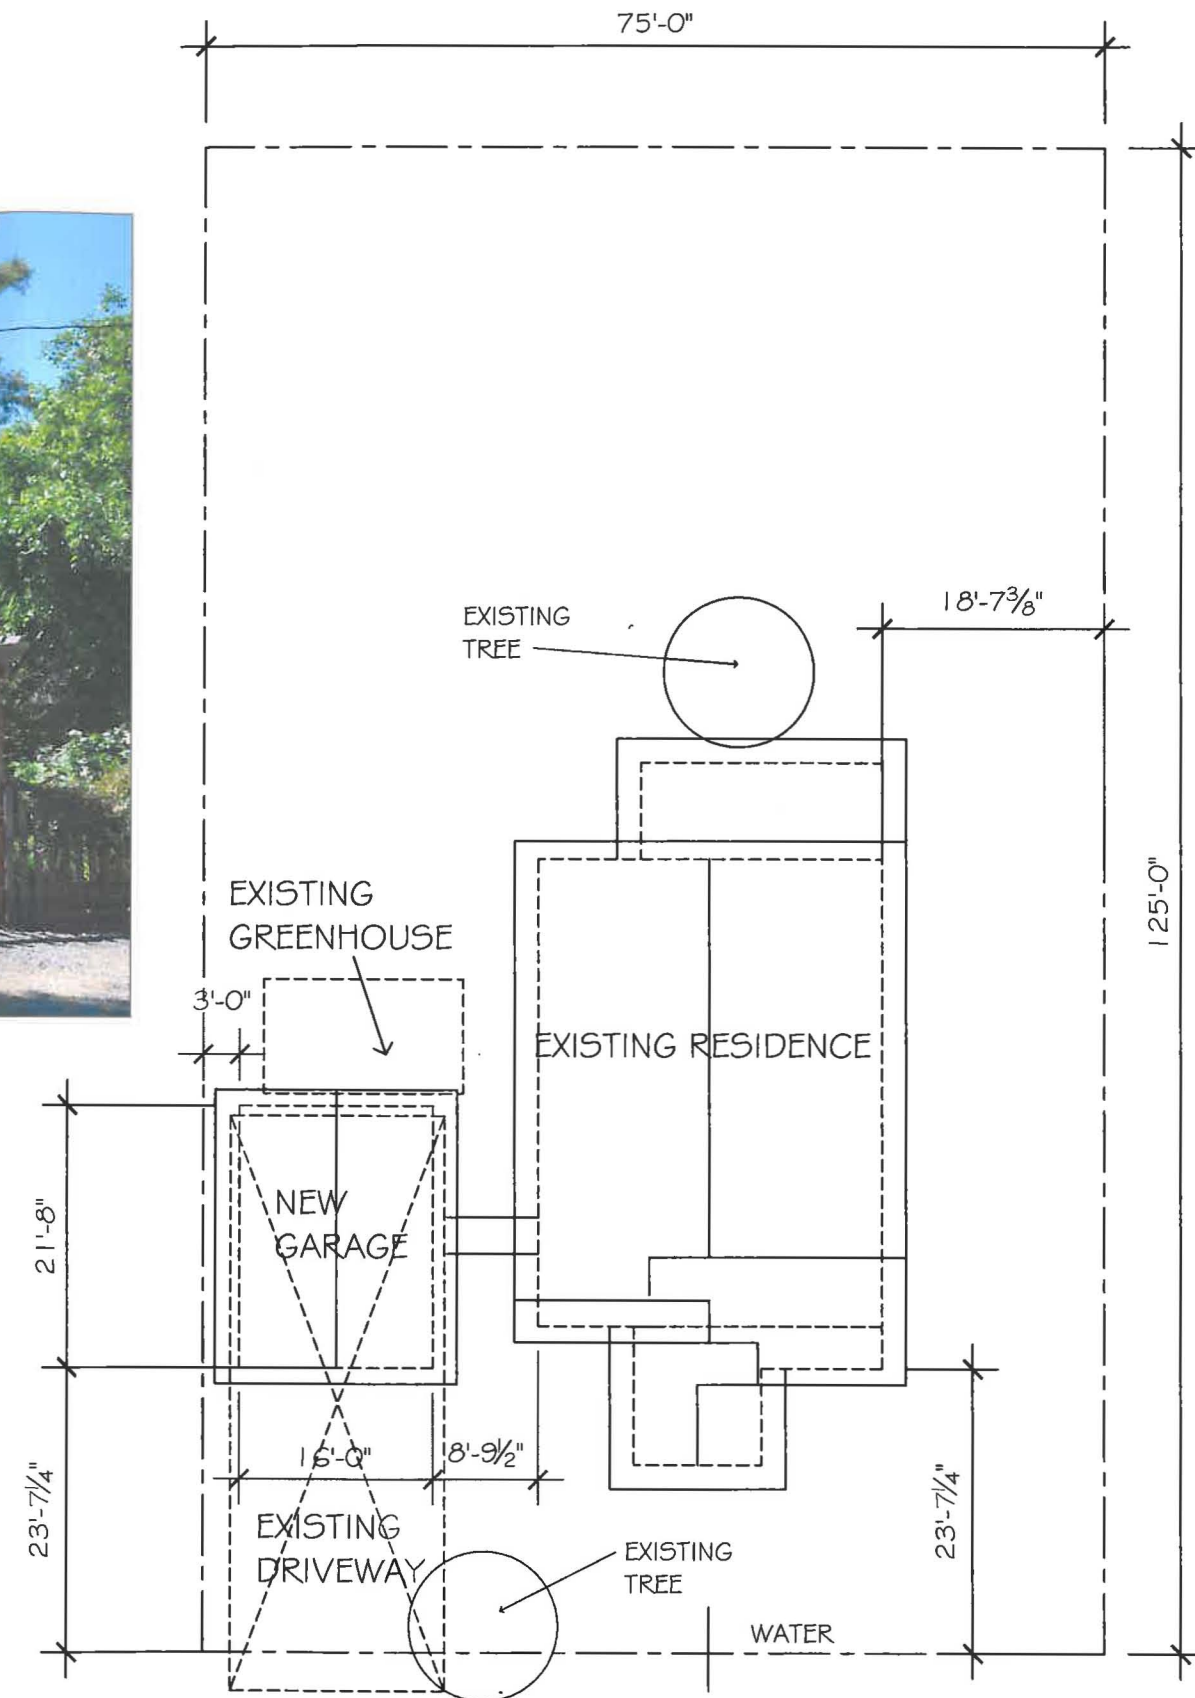 75'-0"
EXISTING
TREE
18'-7⅜"
125'-0"
EXISTING
GREENHOUSE
3'-0"
EXISTING RESIDENCE
21'-8"
NEW
GARAGE
16'-0"
8'-9½"
23'-7¼"
23'-7¼"
EXISTING
DRIVEWAY
EXISTING
TREE
WATER